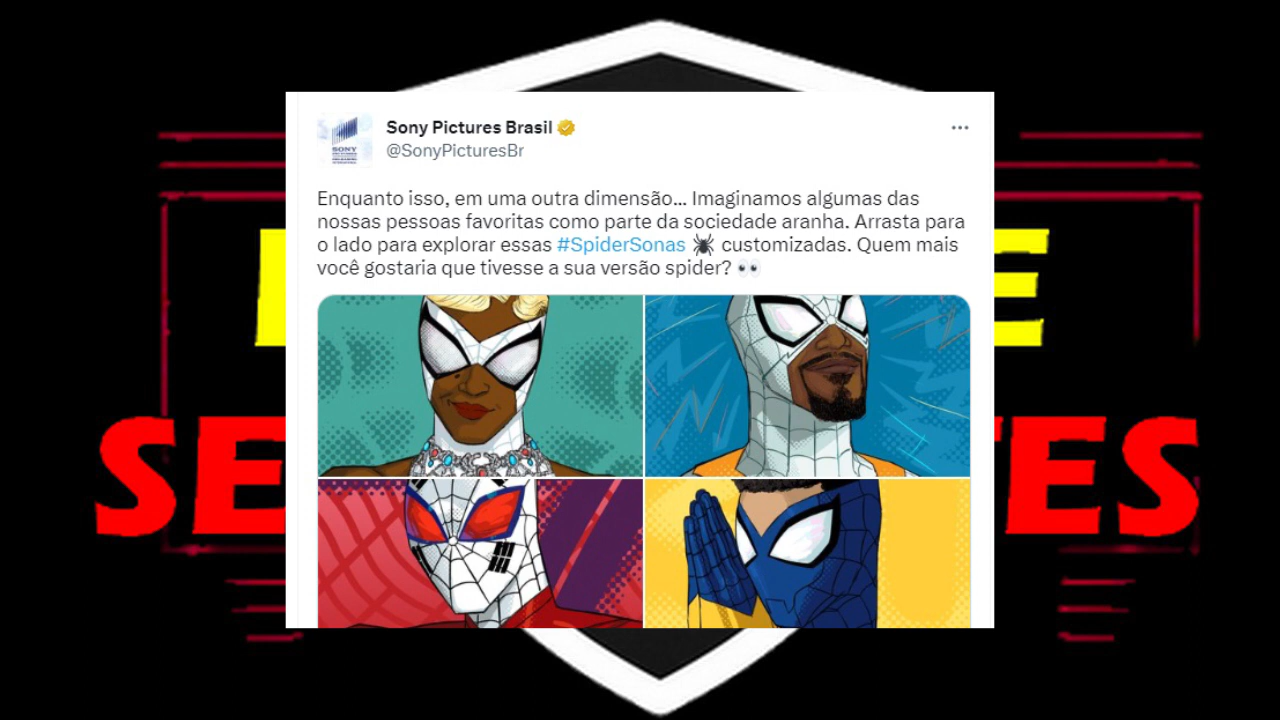 Sony Pictures Brasil
@SonyPicturesBr
Enquanto isso, em uma outra dimensão... Imaginamos algumas das
nossas pessoas favoritas como parte da sociedade aranha. Arrasta para
o lado para explorar essas #SpiderSonas 🕷 customizadas. Quem mais
você gostaria que tivesse a sua versão spider? 👀
SONY